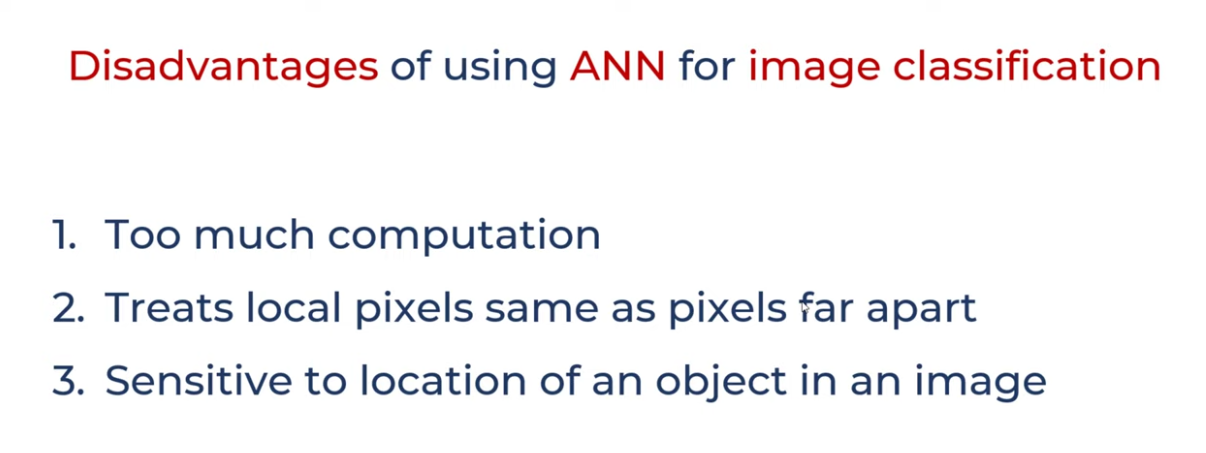 Disadvantages of using ANN for image classification
1. Too much computation
2. Treats local pixels same as pixels far apart
3. Sensitive to location of an object in an image